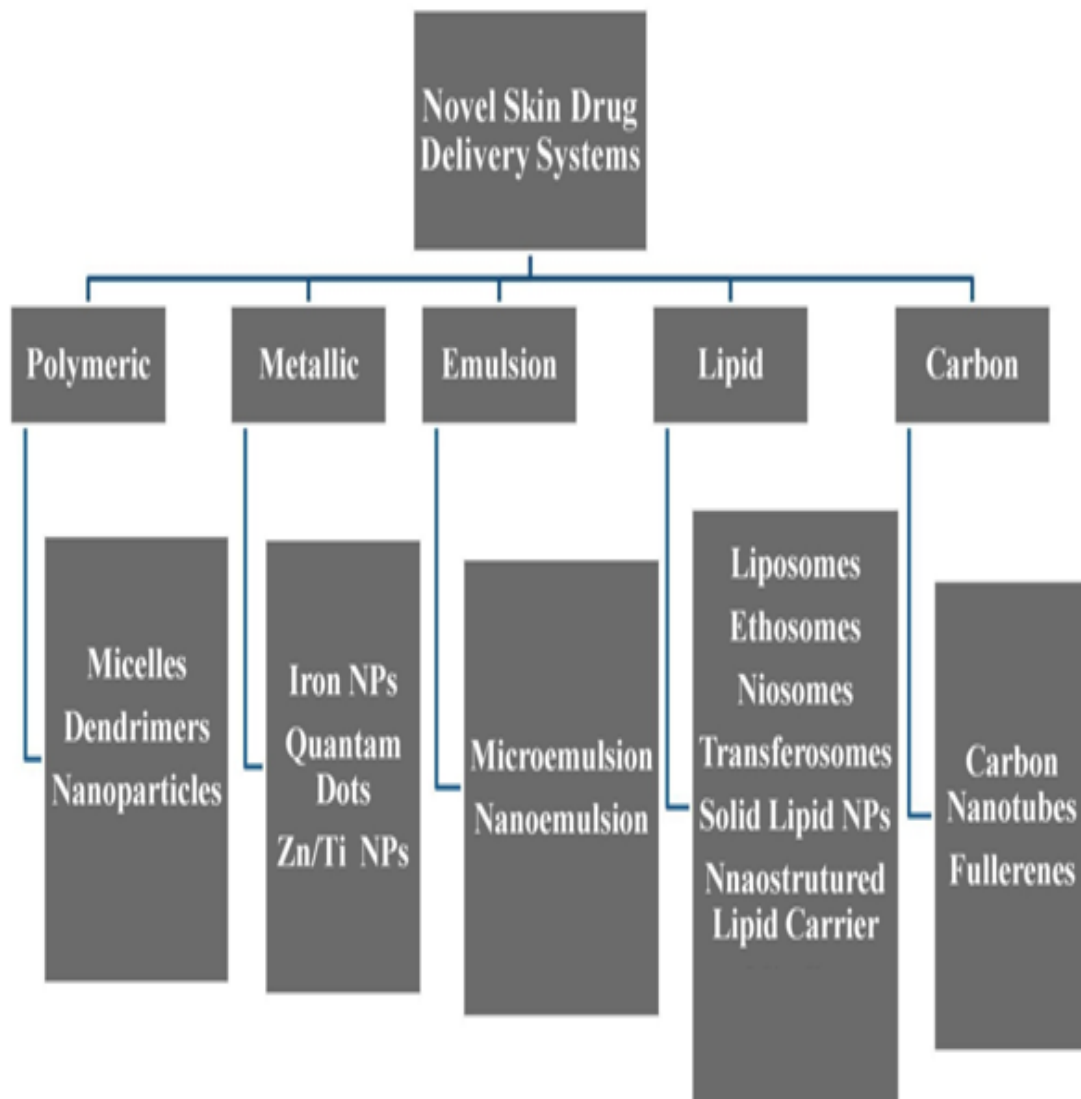 Novel Skin Drug
Delivery Systems
Polymeric
Metallic
Emulsion
Lipid
Carbon
Micelles
Dendrimers
Nanoparticles
Iron NPs
Quantam
Dots
Zn/Ti NPs
Microemulsion
Nanoemulsion
Liposomes
Ethosomes
Niosomes
Transferosomes
Solid Lipid NPs
Nnaostrutured
Lipid Carrier
Carbon
Nanotubes
Fullerenes